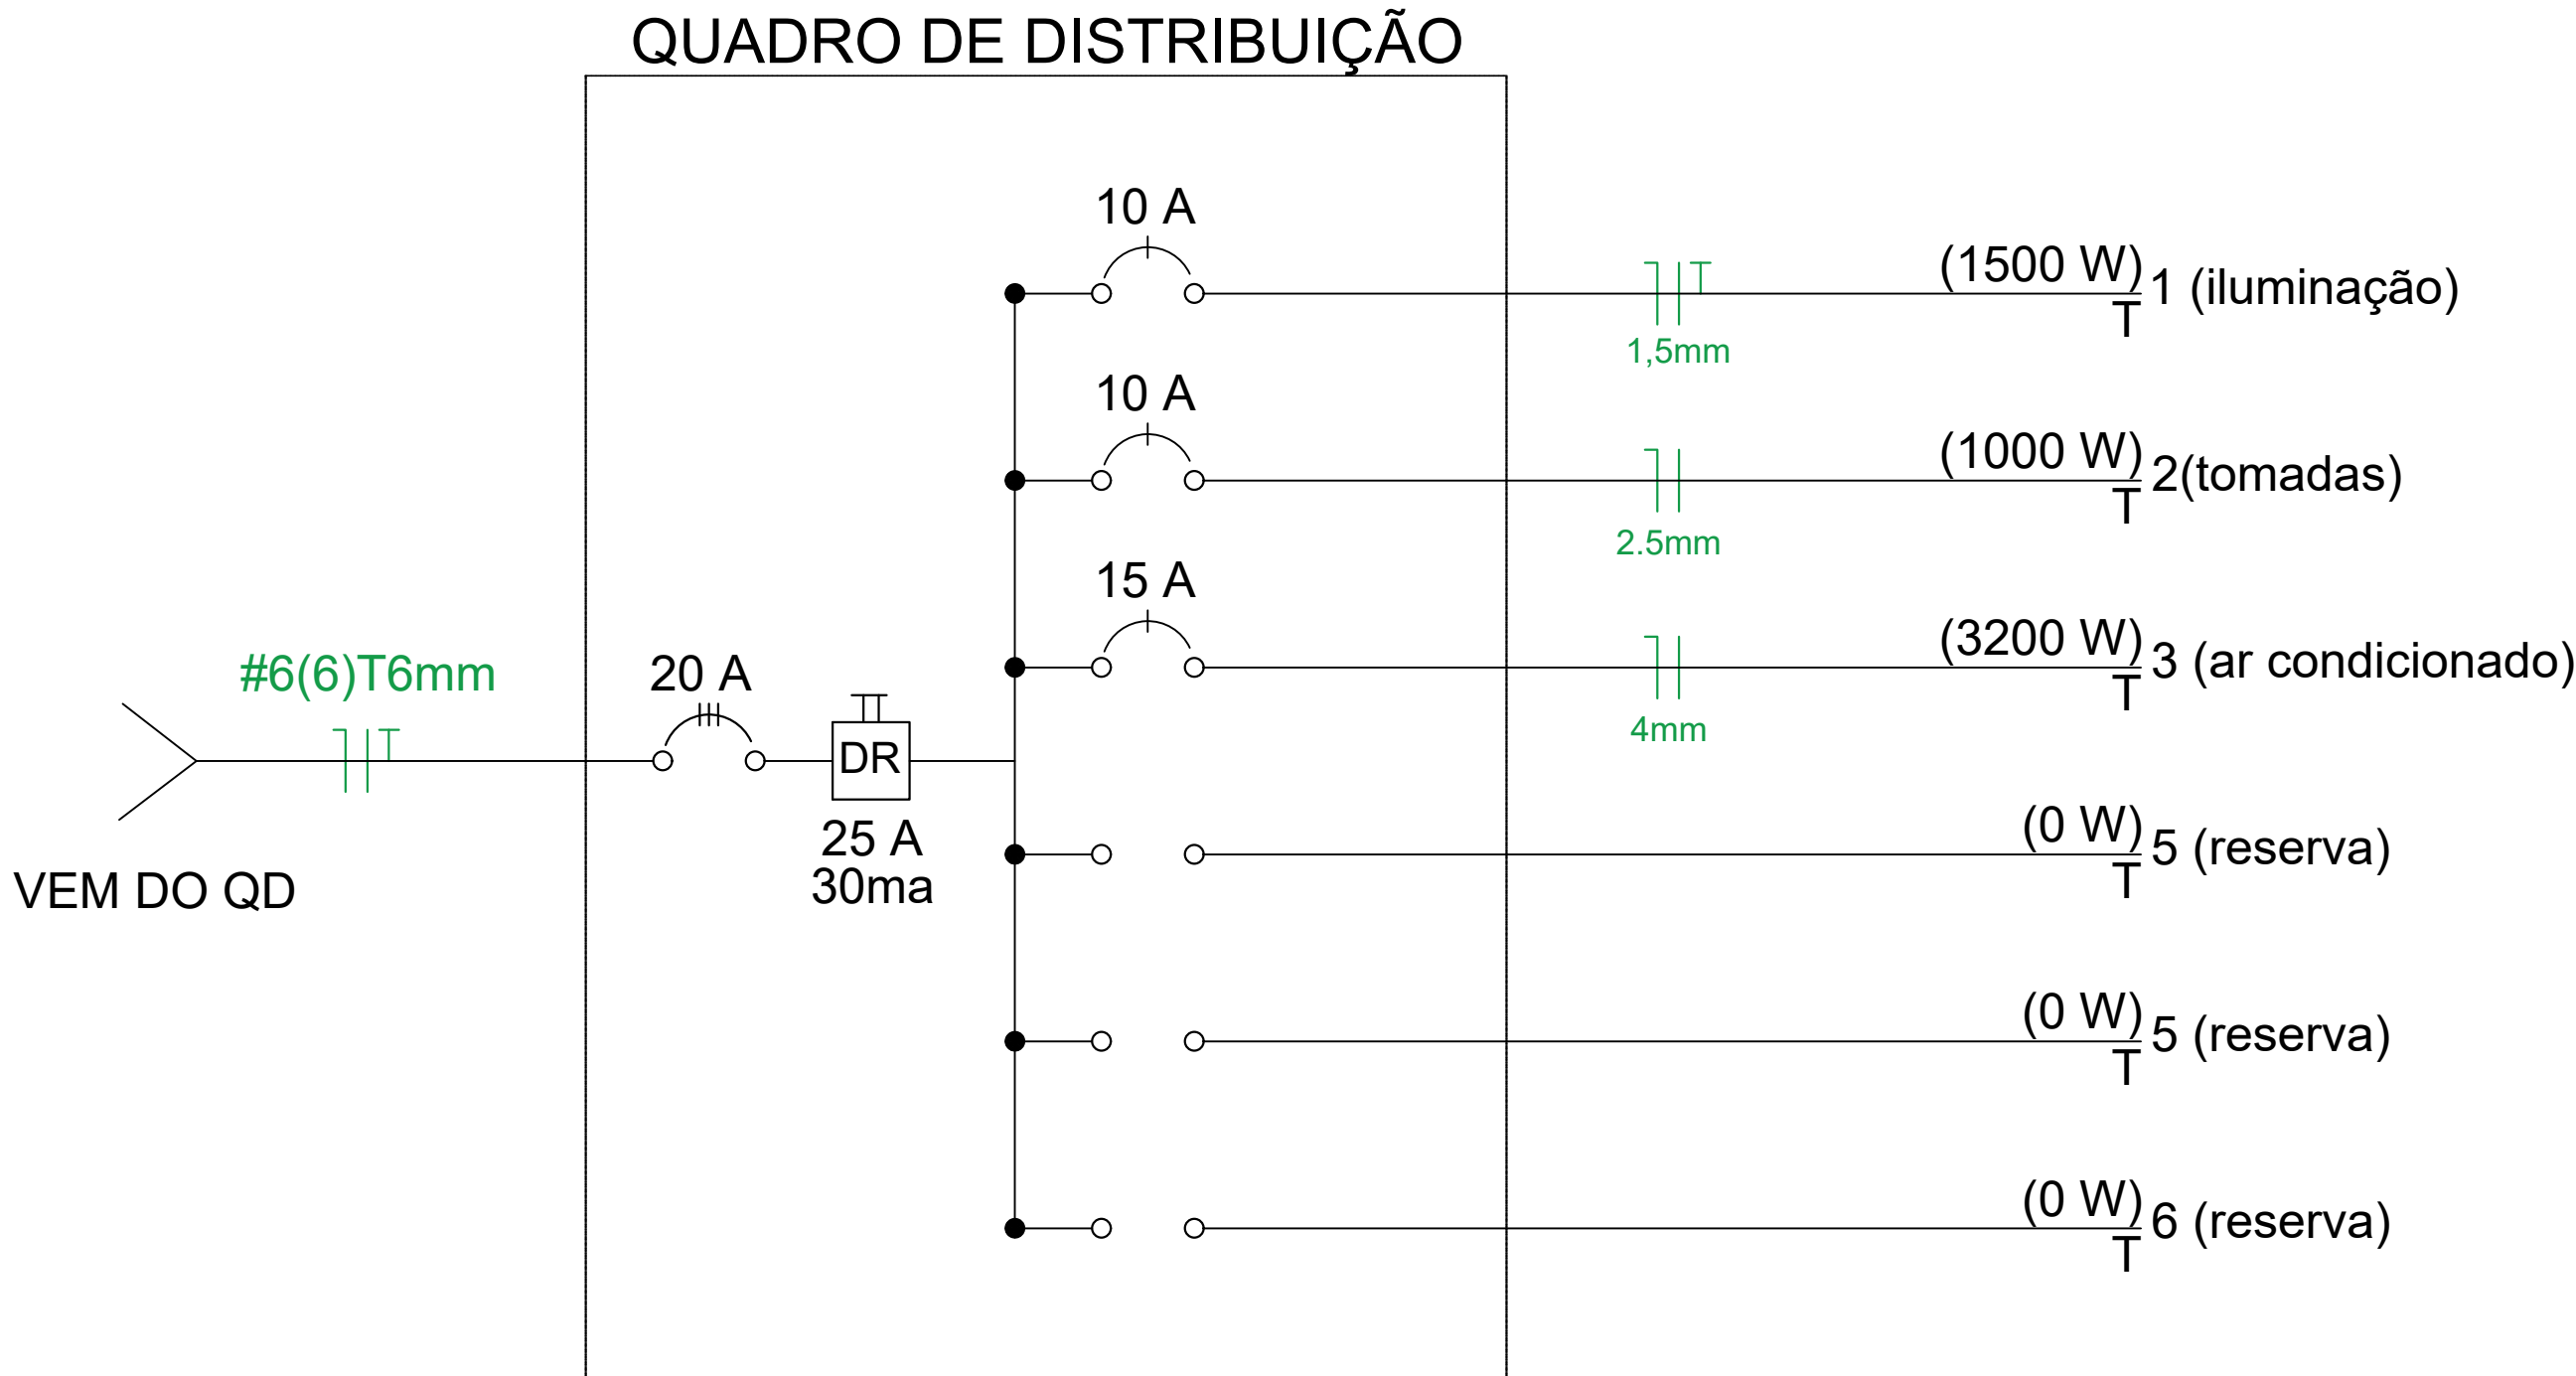 QUADRO DE DISTRIBUIÇÃO
10 A
(1500 W)
1 (iluminação)
T
1,5mm
10 A
(1000 W)
2(tomadas)
T
2.5mm
15 A
(3200 W)
3 (ar condicionado)
T
4mm
#6(6)T6mm
20 A
DR
25 A
30ma
VEM DO QD
(0 W)
5 (reserva)
T
(0 W)
5 (reserva)
T
(0 W)
6 (reserva)
T